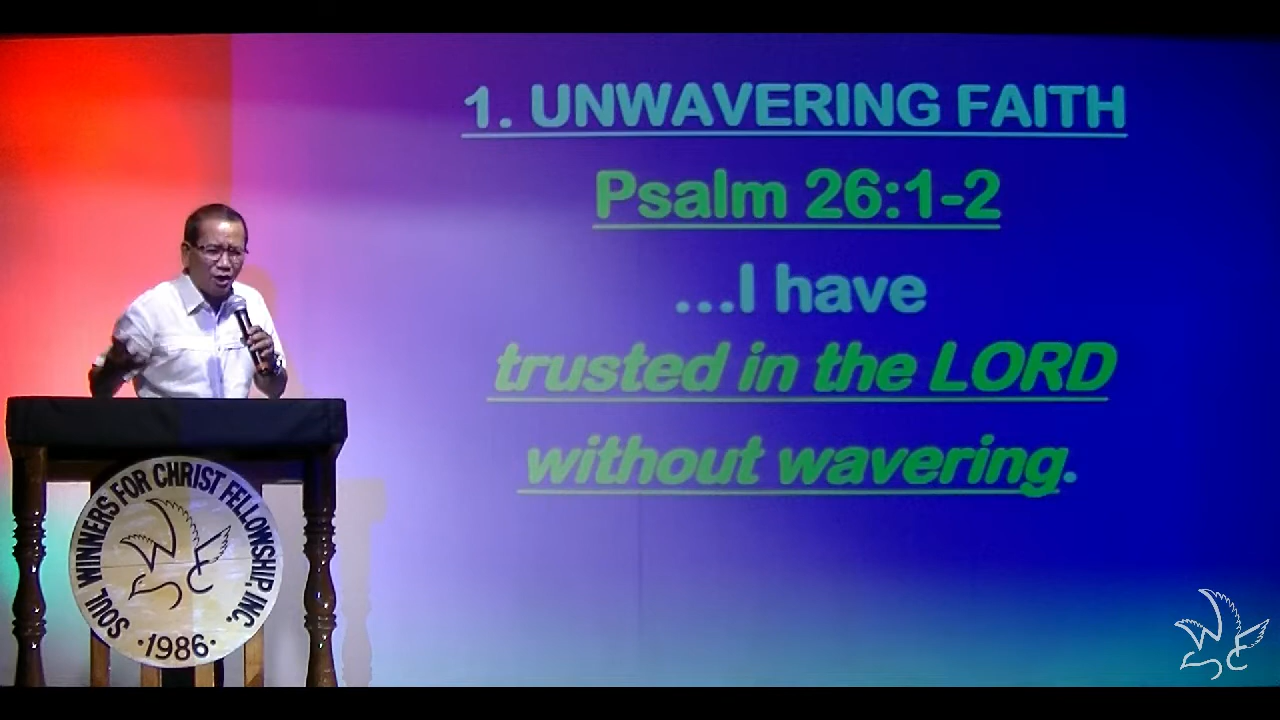 1. UNWAVERING FAITH
Psalm 26:1-2
...I have
trusted in the LORD
without wavering.
SOUL WINNERS FOR CHRIST FELLOWSHIP, INC.
·1986·